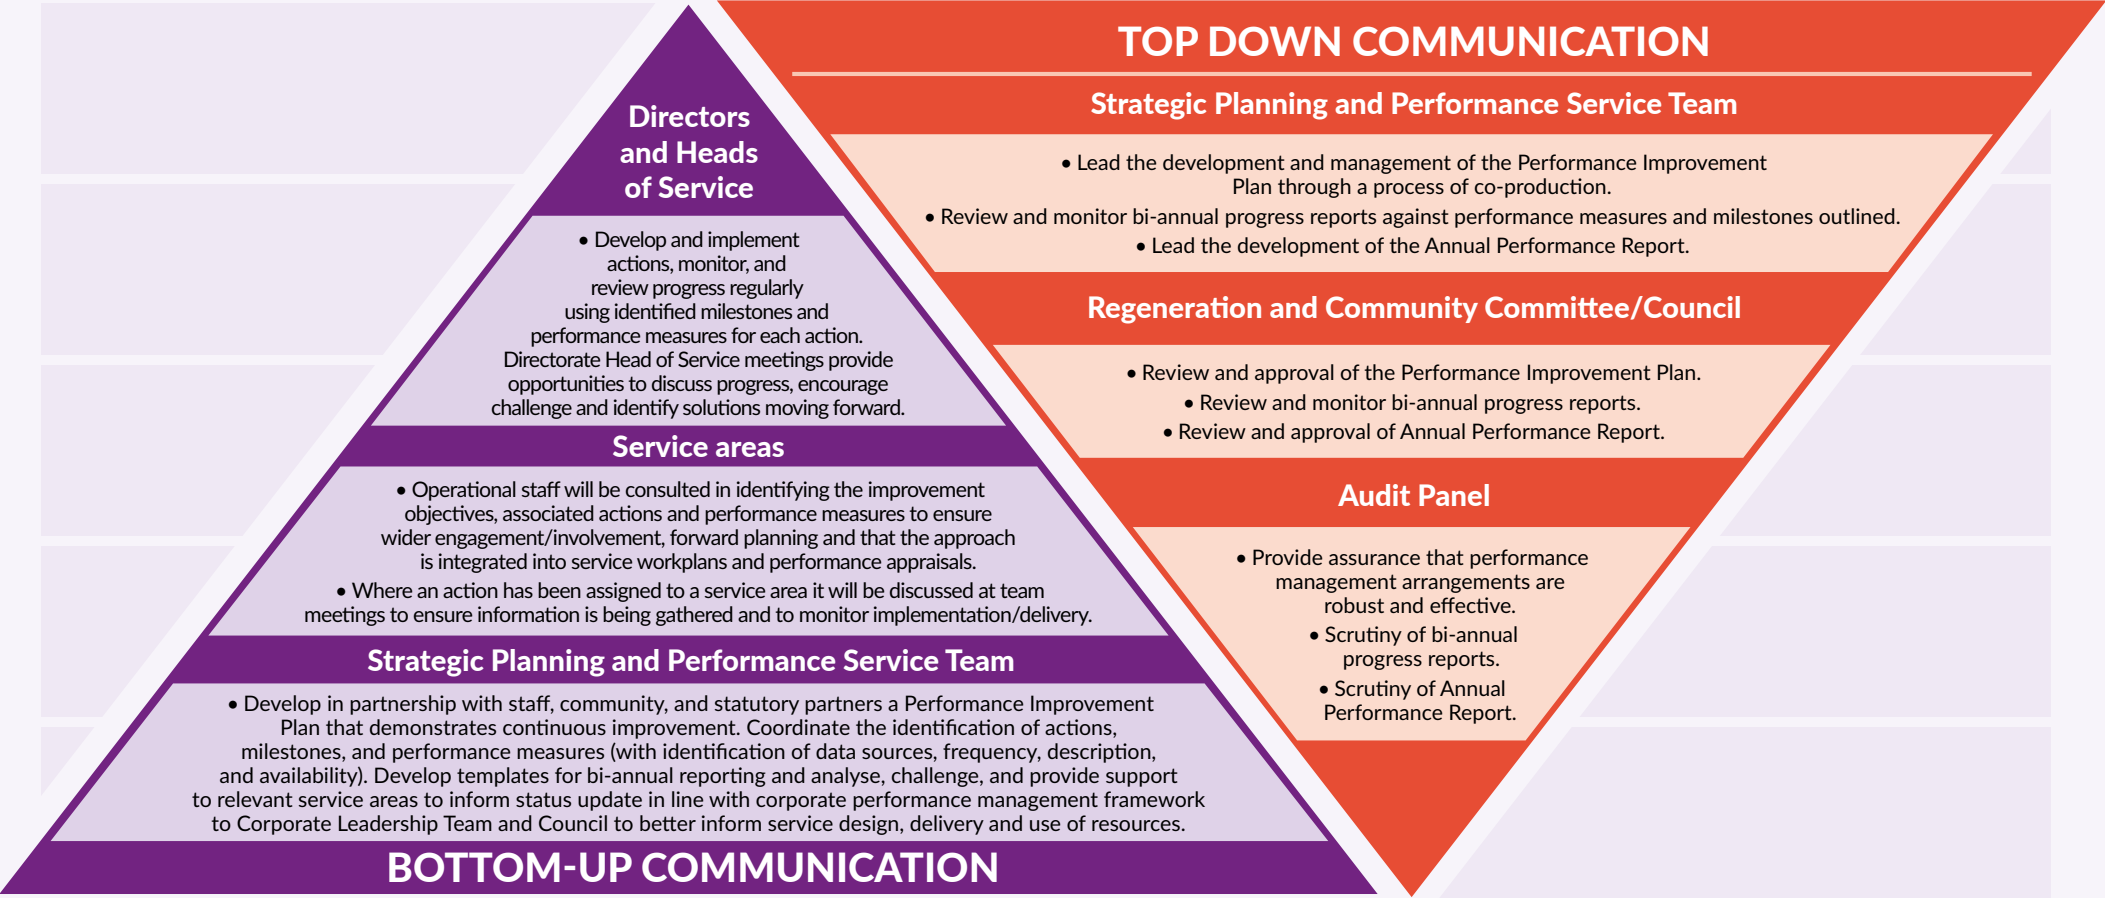 Directors
and Heads
of Service
• Develop and implement
actions, monitor, and
review progress regularly
using identified milestones and
performance measures for each action.
Directorate Head of Service meetings provide
opportunities to discuss progress, encourage
challenge and identify solutions moving forward.
Service areas
• Operational staff will be consulted in identifying the improvement
objectives, associated actions and performance measures to ensure
wider engagement/involvement, forward planning and that the approach
is integrated into service workplans and performance appraisals.
• Where an action has been assigned to a service area it will be discussed at team
meetings to ensure information is being gathered and to monitor implementation/delivery.
Strategic Planning and Performance Service Team
• Develop in partnership with staff, community, and statutory partners a Performance Improvement
Plan that demonstrates continuous improvement. Coordinate the identification of actions,
milestones, and performance measures (with identification of data sources, frequency, description,
and availability). Develop templates for bi-annual reporting and analyse, challenge, and provide support
to relevant service areas to inform status update in line with corporate performance management framework
to Corporate Leadership Team and Council to better inform service design, delivery and use of resources.
BOTTOM-UP COMMUNICATION
TOP DOWN COMMUNICATION
Strategic Planning and Performance Service Team
• Lead the development and management of the Performance Improvement
Plan through a process of co-production.
• Review and monitor bi-annual progress reports against performance measures and milestones outlined.
• Lead the development of the Annual Performance Report.
Regeneration and Community Committee/Council
• Review and approval of the Performance Improvement Plan.
• Review and monitor bi-annual progress reports.
• Review and approval of Annual Performance Report.
Audit Panel
• Provide assurance that performance
management arrangements are
robust and effective.
• Scrutiny of bi-annual
progress reports.
• Scrutiny of Annual
Performance Report.